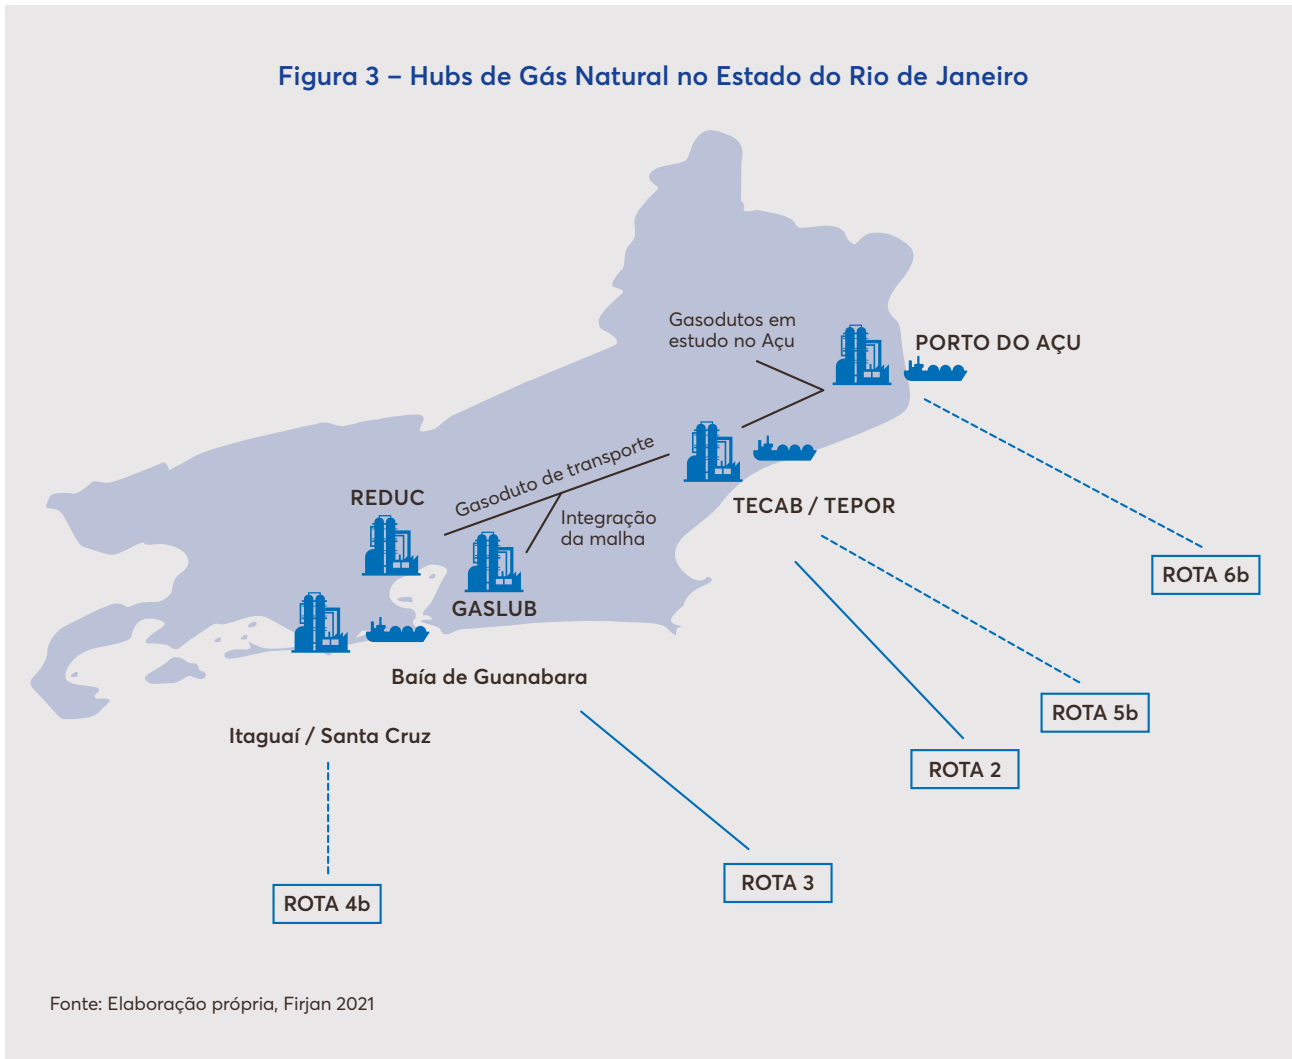 Figura 3 – Hubs de Gás Natural no Estado do Rio de Janeiro
Gasodutos em
estudo no Açu
PORTO DO AÇU
Gasoduto de transporte
REDUC
TECAB / TEPOR
Integração
da malha
GASLUB
ROTA 6b
Baía de Guanabara
ROTA 5b
Itaguaí / Santa Cruz
ROTA 2
ROTA 3
ROTA 4b
Fonte: Elaboração própria, Firjan 2021